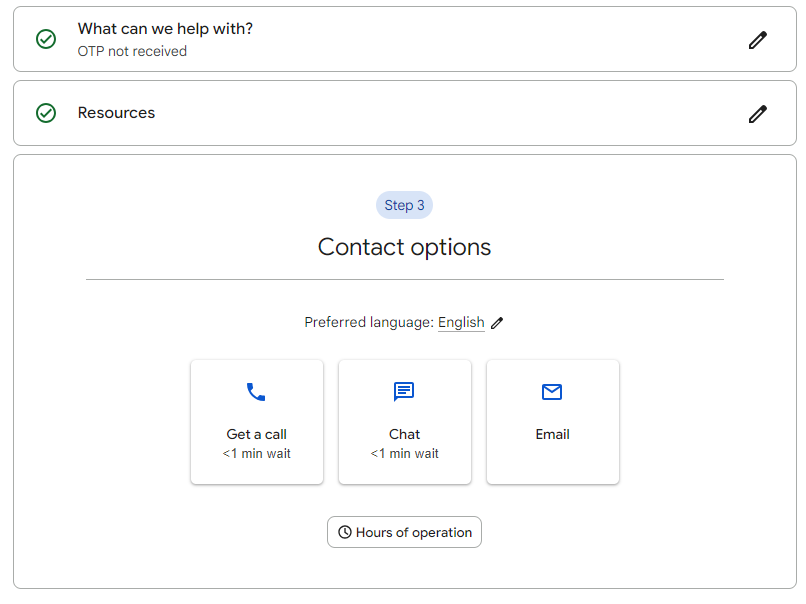 What can we help with?
OTP not received
Resources
Step 3
Contact options
Preferred language: English
Get a call
<1 min wait
Chat
<1 min wait
Email
Hours of operation